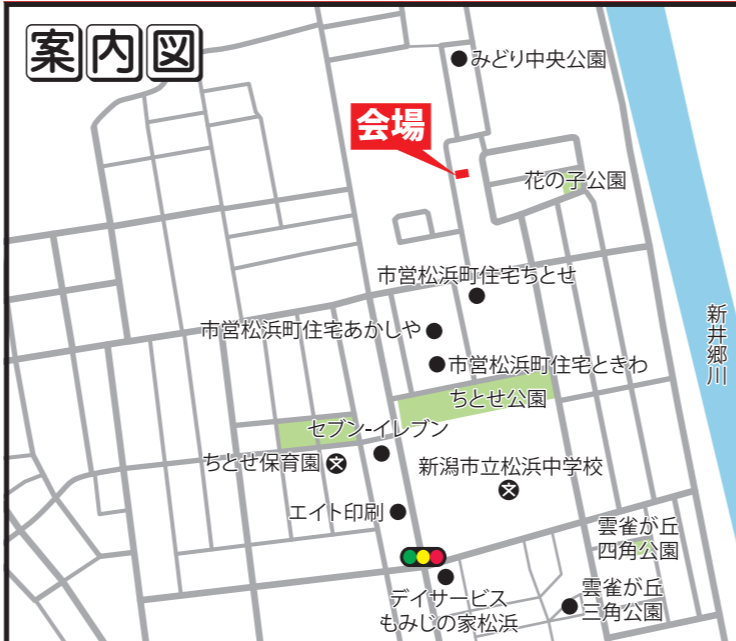 案内図
みどり中央公園
会場
花の子公園
市営松浜町住宅ちとせ
新井郷川
市営松浜町住宅あかしや
市営松浜町住宅ときわ
ちとせ公園
セブン-イレブン
ちとせ保育園
文
新潟市立松浜中学校
文
エイト印刷
雲雀が丘
四角公園
デイサービス
もみじの家松浜
雲雀が丘
三角公園